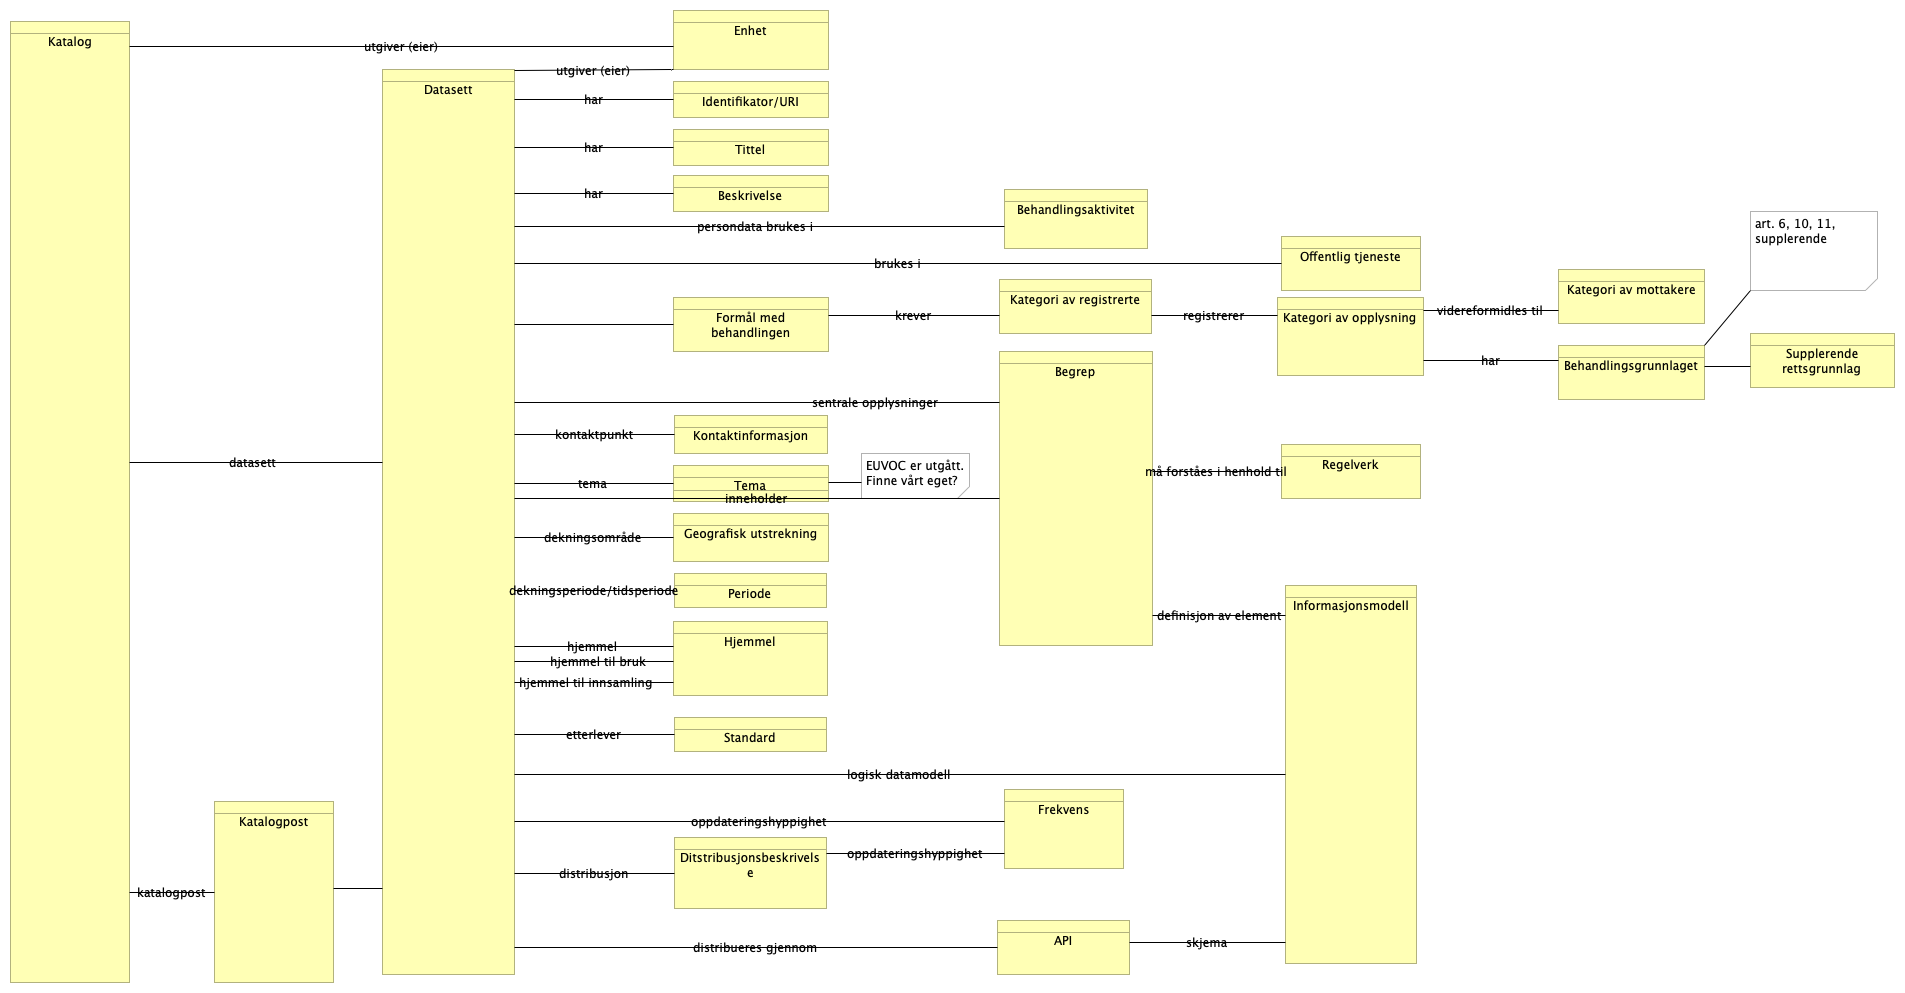 Katalog
utgiver (eier)
Enhet
utgiver (eier)
Datasett
har
Identifikator/URI
har
Tittel
har
Beskrivelse
persondata brukes i
Behandlingsaktivitet
brukes i
Offentlig tjeneste
art. 6, 10, 11,
supplerende
Formål med
behandlingen
krever
Kategori av registrerte
registrerer
Kategori av opplysning
videreformidles til
Kategori av mottakere
har
Behandlingsgrunnlaget
Supplerende
rettsgrunnlag
Begrep
sentrale opplysninger
kontaktpunkt
Kontaktinformasjon
datasett
tema
Tema
EUVOC er utgått.
Finne vårt eget?
inneholder
må forståes i henhold til
Regelverk
dekningsområde
Geografisk utstrekning
dekningsperiode/tidsperiode
Periode
definisjon av element
Informasjonsmodell
hjemmel
hjemmel til bruk
hjemmel til innsamling
Hjemmel
etterlever
Standard
logisk datamodell
Katalogpost
katalogpost
oppdateringshyppighet
Frekvens
distribusjon
Ditstribusjonsbeskrivels
e
oppdateringshyppighet
distribueres gjennom
API
skjema